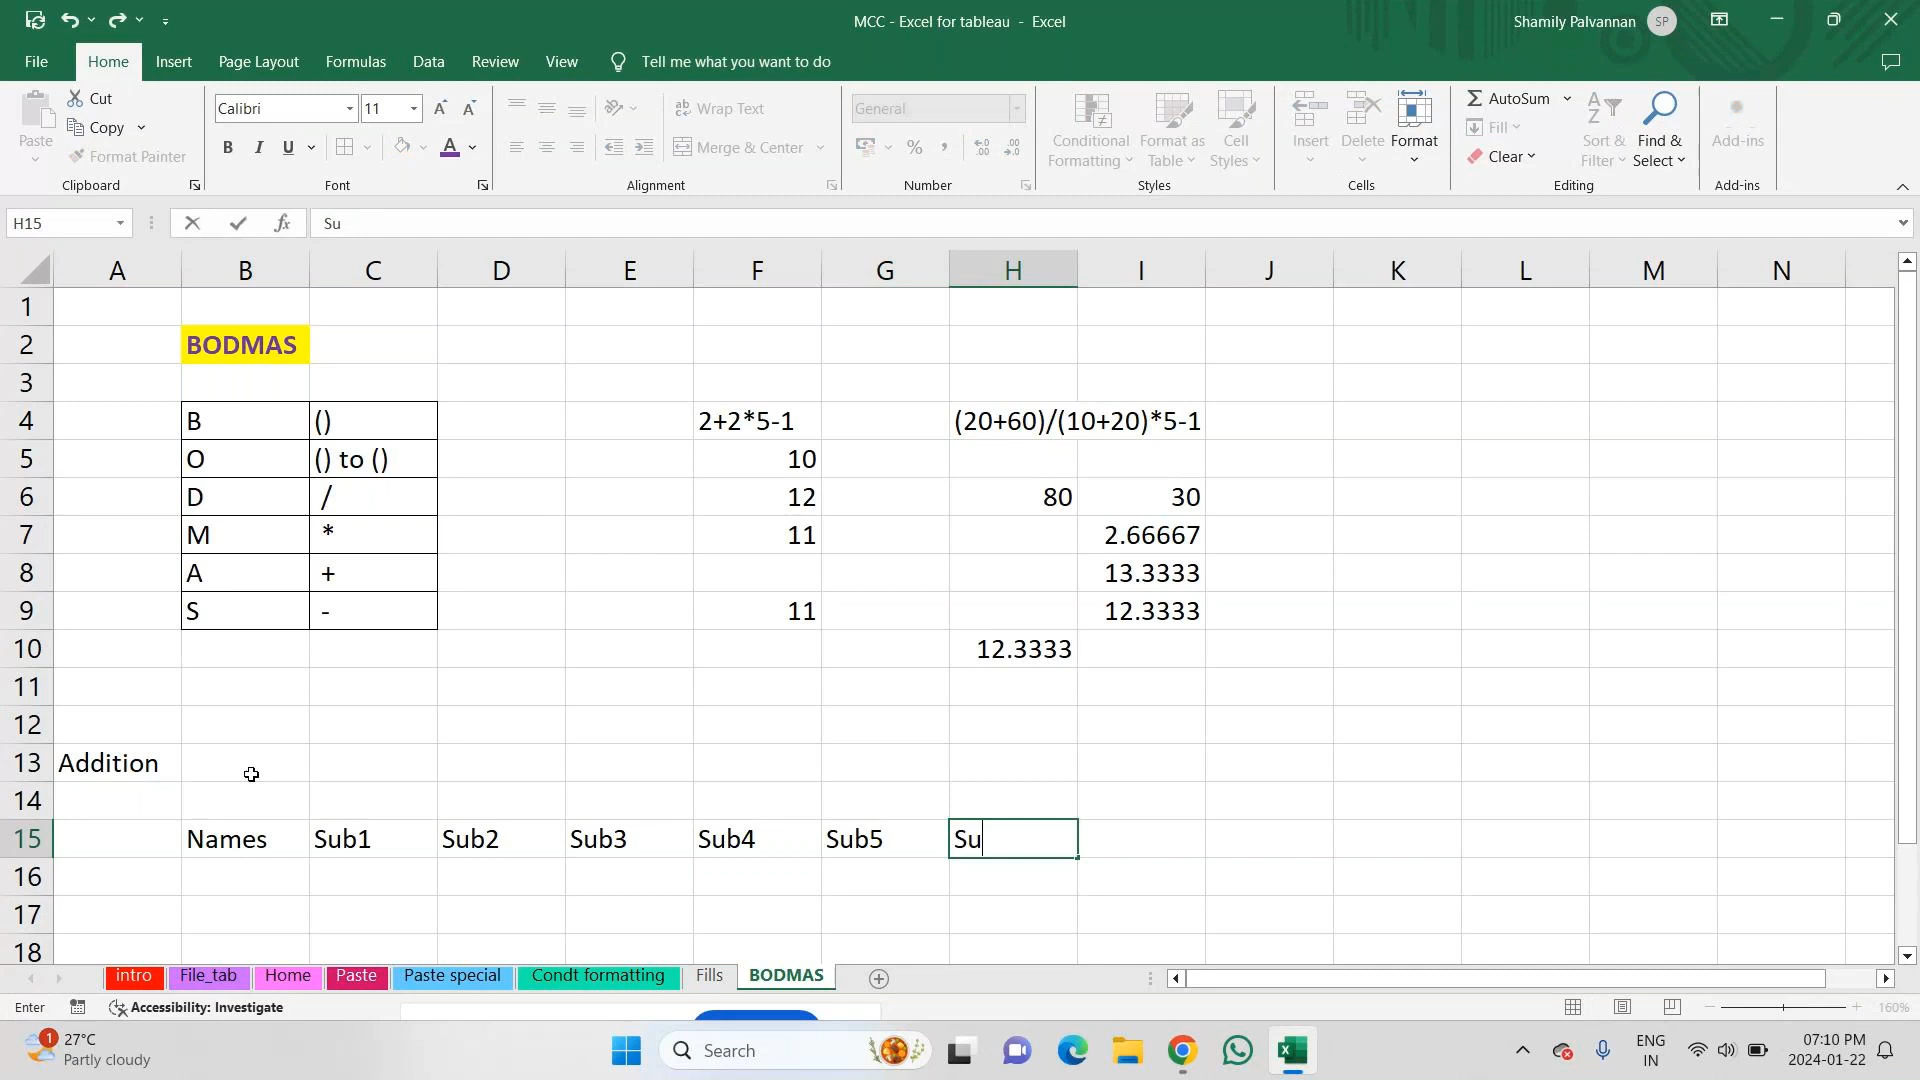 MCC - Excel for tableau - Excel
Shamily Palvannan SP
File Home Insert Page Layout Formulas Data Review View Tell me what you want to do
Paste
Cut
Copy
Format Painter
Clipboard
Calibri 11
B I U
Font
Wrap Text
Merge & Center
Alignment
General
Number
Conditional Formatting
Format as Table
Cell Styles
Styles
Insert Delete Format
Cells
AutoSum
Fill
Clear
Sort & Filter
Find & Select
Editing
Add-ins
Add-ins
H15 fx Su
A B C D E F G H I J K L M N
1
2 BODMAS
3
4 B () 2+2*5-1 (20+60)/(10+20)*5-1
5 O () to () 10
6 D / 12 80 30
7 M * 11 2.66667
8 A + 13.3333
9 S - 11 12.3333
10 12.3333
11
12
13 Addition
14
15 Names Sub1 Sub2 Sub3 Sub4 Sub5 Su
16
17
18
intro File_tab Home Paste Paste special Condt formatting Fills BODMAS
Enter Accessibility: Investigate 160%
1
27°C
Partly cloudy
Search
ENG
IN
07:10 PM
2024-01-22